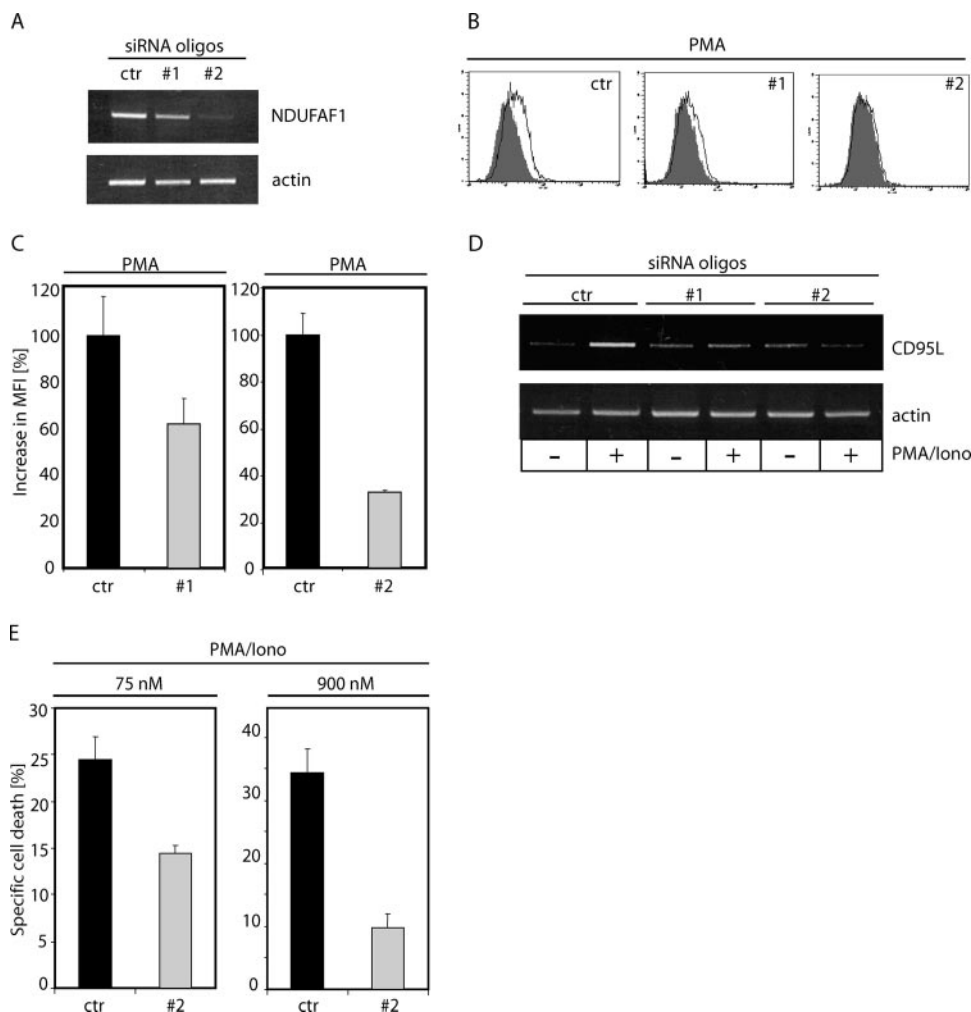 A
siRNA oligos
ctr #1 #2
NDUFAF1
actin
B
PMA
ctr
#1
#2
C
PMA
PMA
Increase in MFI [%]
120
100
80
60
40
20
0
ctr
#1
120
100
80
60
40
20
0
ctr
#2
D
siRNA oligos
ctr #1 #2
CD95L
actin
− + − + − + PMA/Iono
E
PMA/Iono
75 nM
900 nM
Specific cell death [%]
30
25
20
15
10
5
0
ctr
#2
40
30
20
10
0
ctr
#2